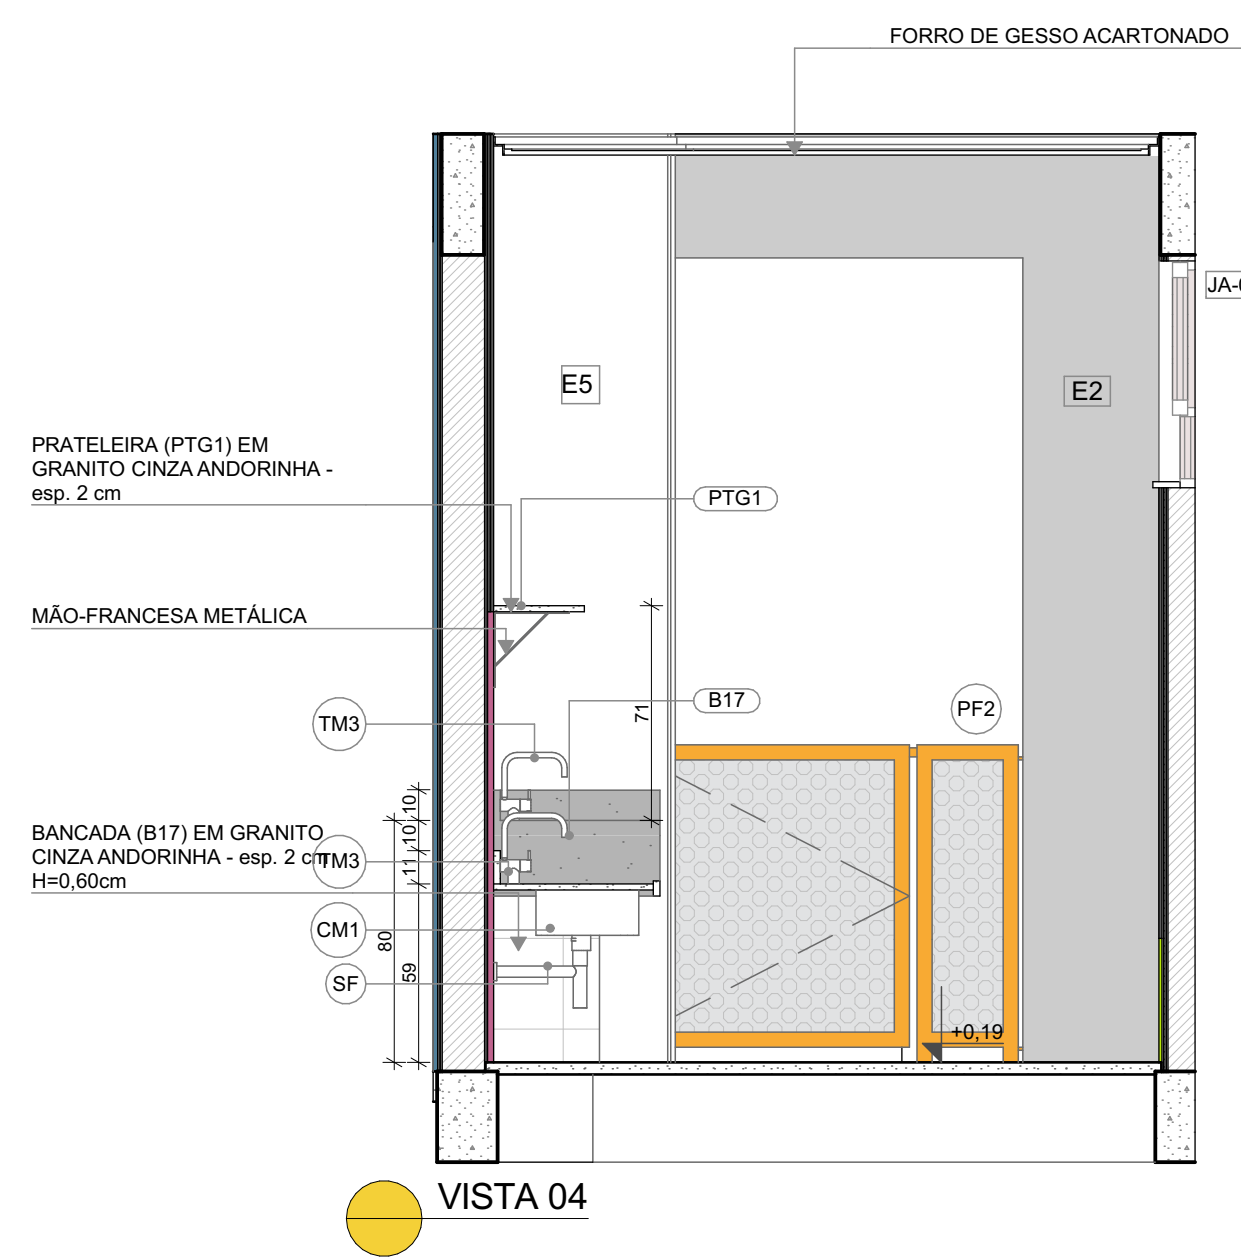 FORRO DE GESSO ACARTONADO
JA-
E5
E2
PRATELEIRA (PTG1) EM
GRANITO CINZA ANDORINHA -
esp. 2 cm
PTG1
MÃO-FRANCESA METÁLICA
B17
71
PF2
TM3
10
10
11
BANCADA (B17) EM GRANITO
CINZA ANDORINHA - esp. 2 cm
H=0,60cm
TM3
CM1
80
59
SF
+0,19
VISTA 04